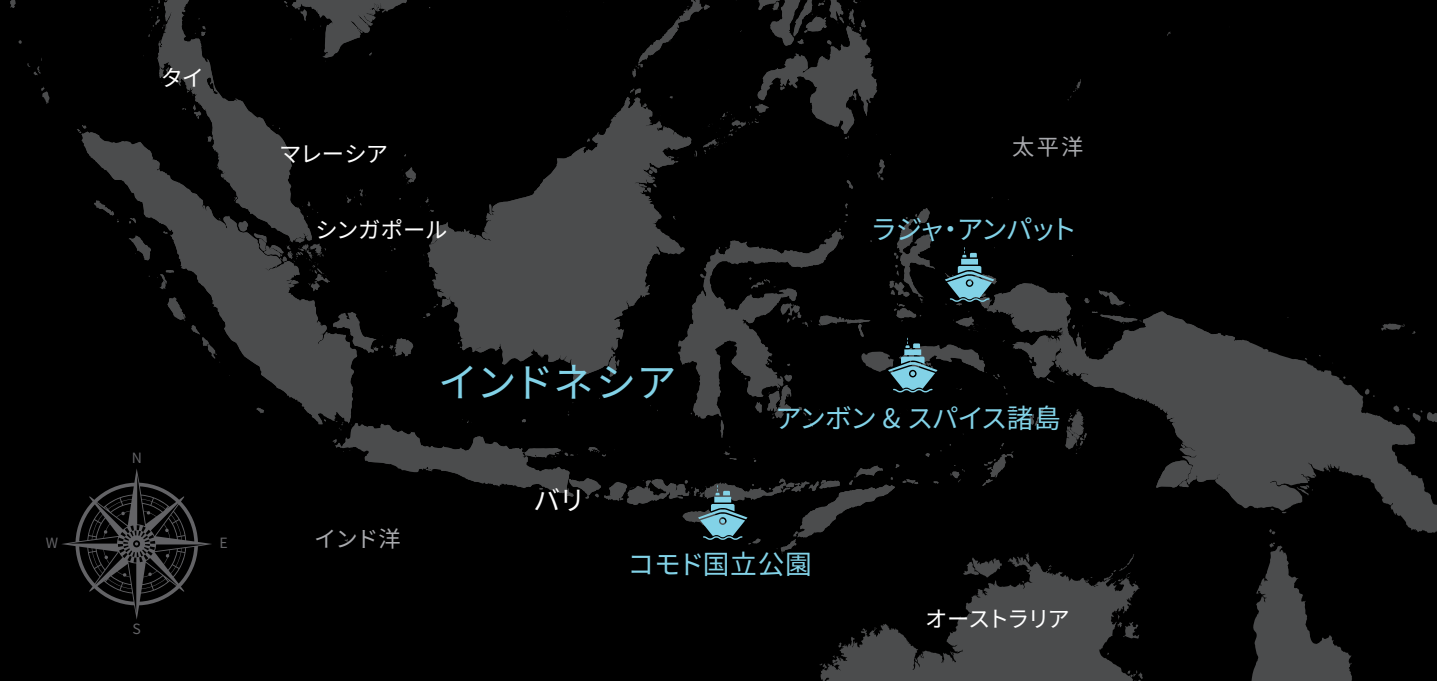 タイ
太平洋
マレーシア
シンガポール
ラジャ・アンパット
インドネシア
アンボン & スパイス諸島
N
バリ
W
E
インド洋
コモド国立公園
オーストラリア
S